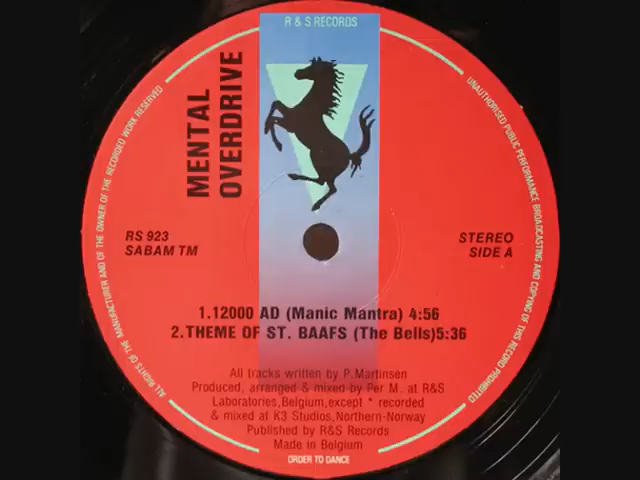 R & S RECORDS
MENTAL
OVERDRIVE
RS 923
SABAM TM
STEREO
SIDE A
1.12000 AD (Manic Mantra) 4:56
2.THEME OF ST. BAAFS (The Bells)5:36
All tracks written by P.Martinsen
Produced, arranged & mixed by Per M. at R&S
Laboratories,Belgium,except * recorded
& mixed at K3 Studios,Northern-Norway
Published by R&S Records
Made in Belgium
ORDER TO DANCE
ALL RIGHTS OF THE MANUFACTURER AND OF THE OWNER OF THE RECORDED WORK RESERVED
UNAUTHORISED PUBLIC PERFORMANCE BROADCASTING AND COPYING OF THIS RECORD PROHIBITED